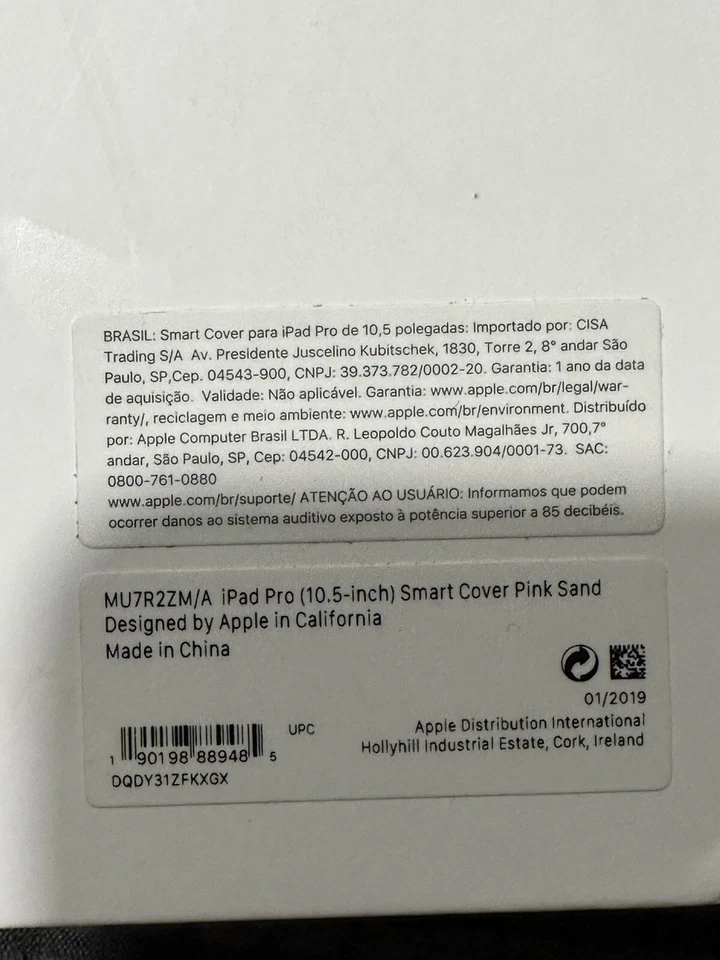 BRASIL: Smart Cover para iPad Pro de 10,5 polegadas: Importado por: CISA
Trading S/A Av. Presidente Juscelino Kubitschek, 1830, Torre 2, 8° andar São
Paulo, SP,Cep. 04543-900, CNPJ: 39.373.782/0002-20. Garantia: 1 ano da data
de aquisição. Validade: Não aplicável. Garantia: www.apple.com/br/legal/war-
ranty/, reciclagem e meio ambiente: www.apple.com/br/environment. Distribuído
por: Apple Computer Brasil LTDA. R. Leopoldo Couto Magalhães Jr, 700,7°
andar, São Paulo, SP, Cep: 04542-000, CNPJ: 00.623.904/0001-73. SAC:
0800-761-0880
www.apple.com/br/suporte/ ATENÇÃO AO USUÁRIO: Informamos que podem
ocorrer danos ao sistema auditivo exposto à potência superior a 85 decibéis.
MU7R2ZM/A iPad Pro (10.5-inch) Smart Cover Pink Sand
Designed by Apple in California
Made in China
01/2019
Apple Distribution International
Hollyhill Industrial Estate, Cork, Ireland
UPC
1 90198 88948 5
DQDY31ZFKXGX